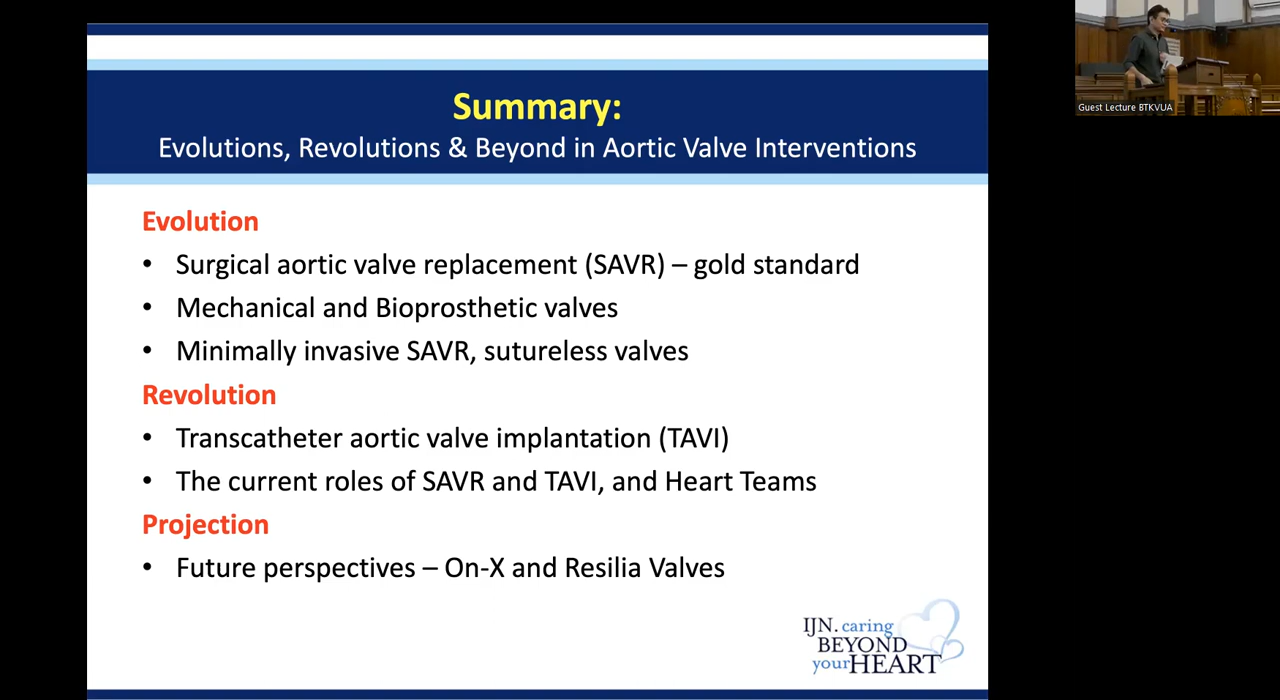 Summary:
Evolutions, Revolutions & Beyond in Aortic Valve Interventions
Evolution
• Surgical aortic valve replacement (SAVR) – gold standard
• Mechanical and Bioprosthetic valves
• Minimally invasive SAVR, sutureless valves
Revolution
• Transcatheter aortic valve implantation (TAVI)
• The current roles of SAVR and TAVI, and Heart Teams
Projection
• Future perspectives – On-X and Resilia Valves
IJN. caring
BEYOND
your HEART
Guest Lecture BTKVUA